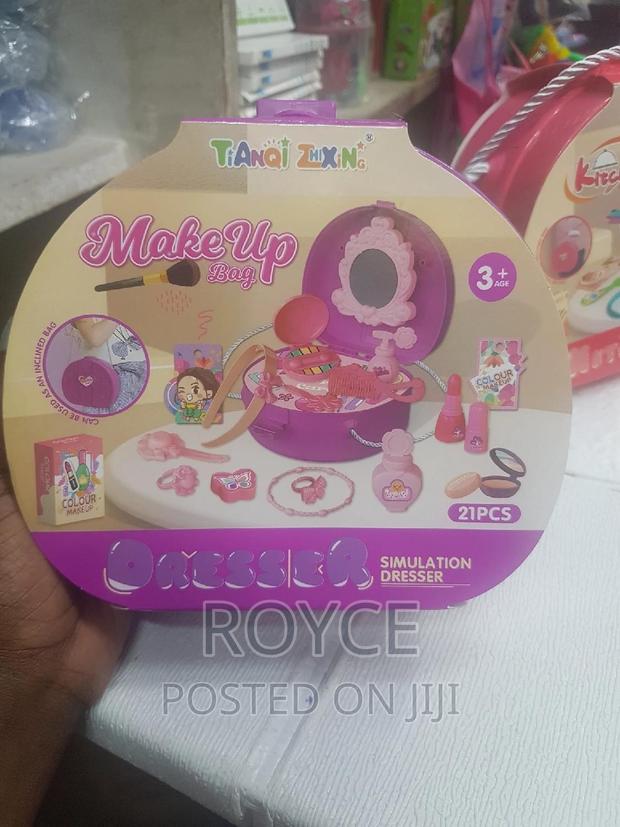 TiANQi ZHiXiNG®
Make Up
Bag
3+
AGE
CAN BE USED AS AN INCLINED BAG
COLOUR
MAKEUP
COLOUR
MAKEUP
21PCS
DRESSER
SIMULATION
DRESSER
ROYCE
POSTED ON JIJI